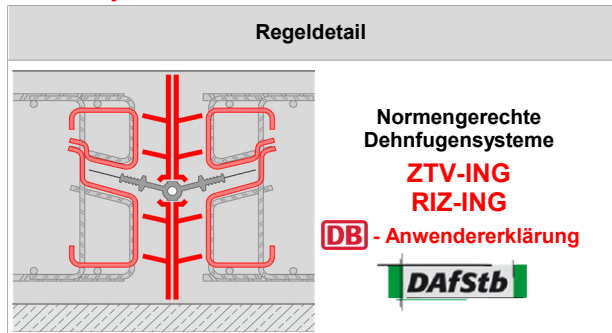 Regeldetail
Normengerechte
Dehnfugensysteme
ZTV-ING
RIZ-ING
DB - Anwendererklärung
DAfStb